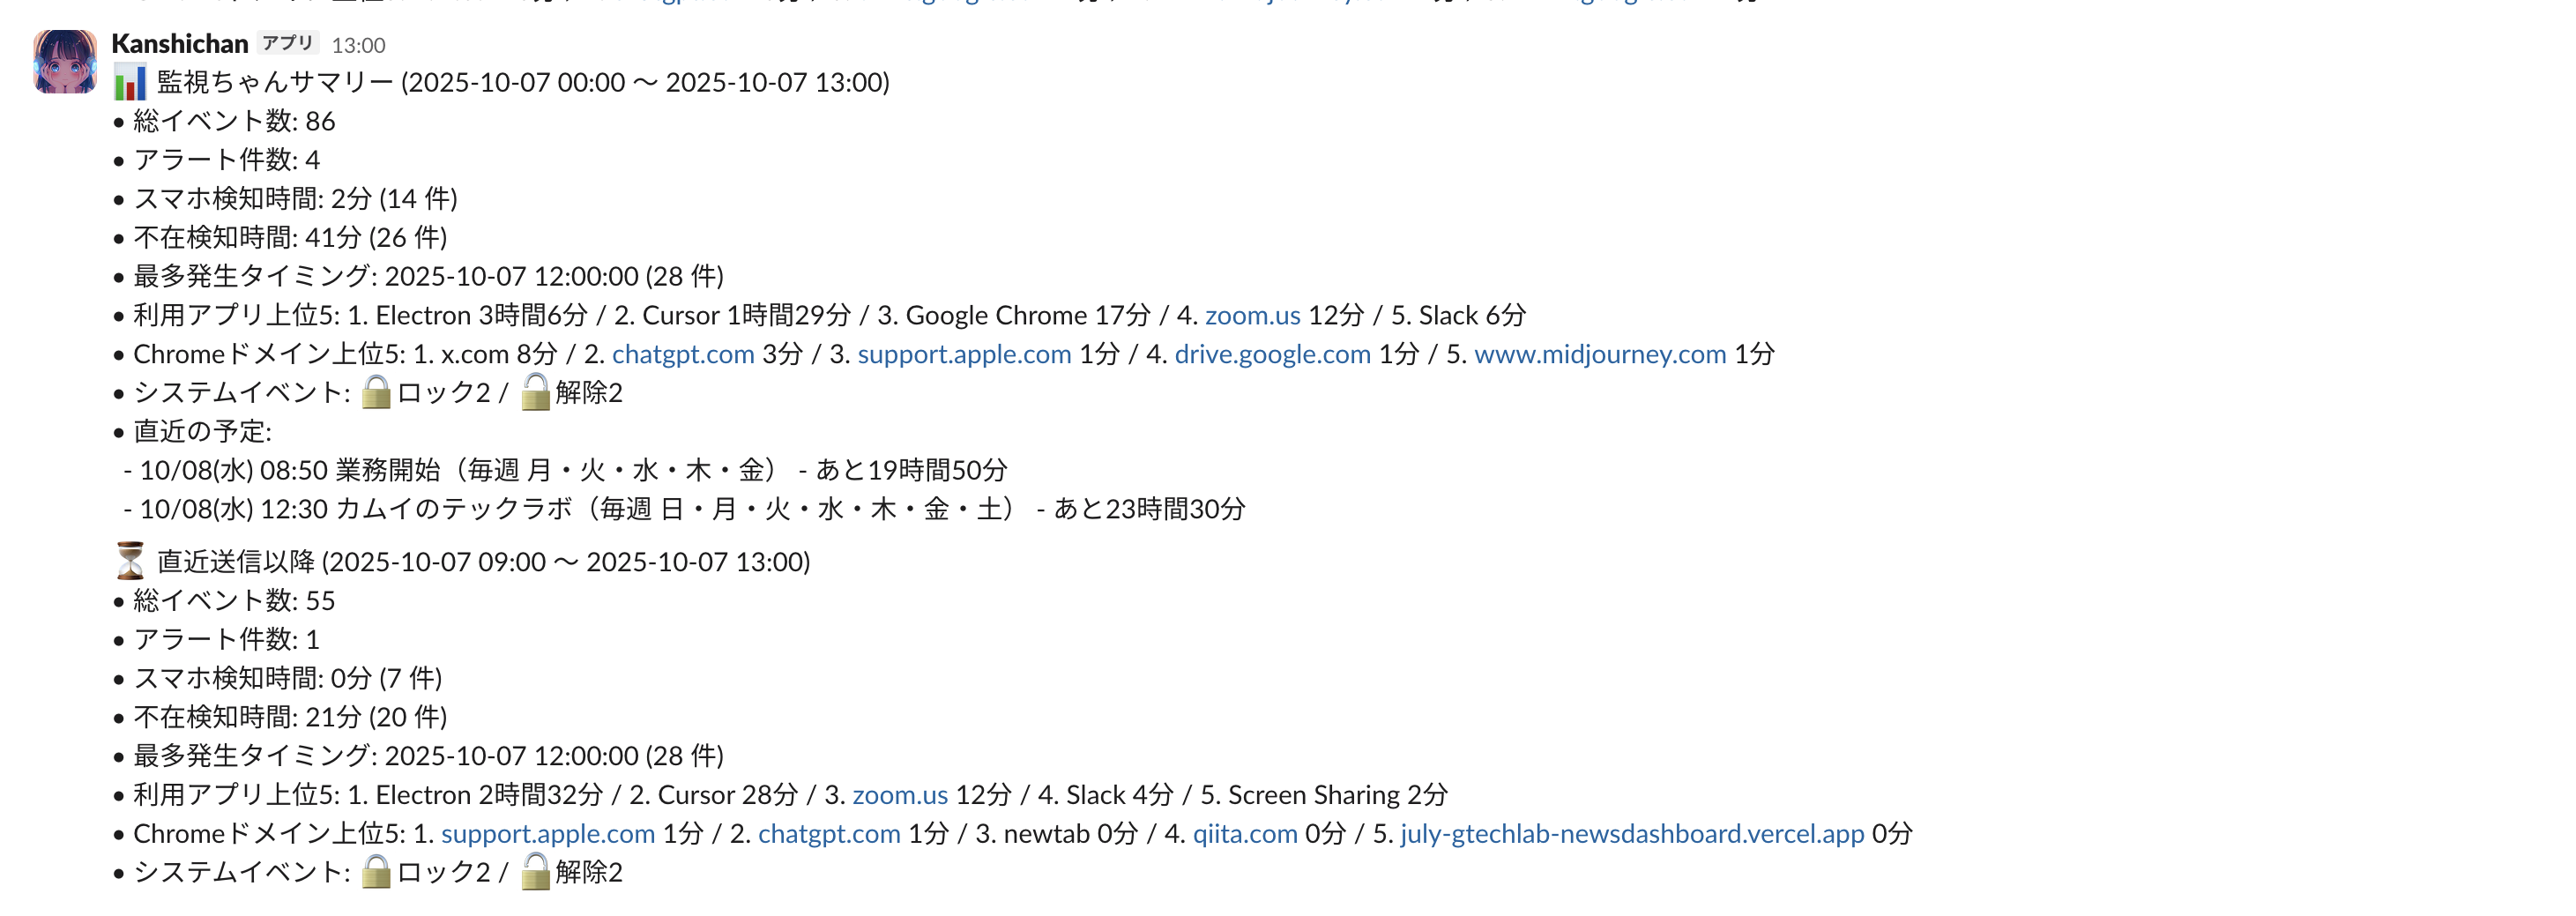 Kanshichan アプリ 13:00
監視ちゃんサマリー (2025-10-07 00:00 〜 2025-10-07 13:00)
• 総イベント数: 86
• アラート件数: 4
• スマホ検知時間: 2分 (14 件)
• 不在検知時間: 41分 (26 件)
• 最多発生タイミング: 2025-10-07 12:00:00 (28 件)
• 利用アプリ上位5: 1. Electron 3時間6分 / 2. Cursor 1時間29分 / 3. Google Chrome 17分 / 4. zoom.us 12分 / 5. Slack 6分
• Chromeドメイン上位5: 1. x.com 8分 / 2. chatgpt.com 3分 / 3. support.apple.com 1分 / 4. drive.google.com 1分 / 5. www.midjourney.com 1分
• システムイベント: 🔒ロック2 / 🔓解除2
• 直近の予定:
- 10/08(水) 08:50 業務開始（毎週 月・火・水・木・金） - あと19時間50分
- 10/08(水) 12:30 カムイのテックラボ（毎週 日・月・火・水・木・金・土） - あと23時間30分
直近送信以降 (2025-10-07 09:00 〜 2025-10-07 13:00)
• 総イベント数: 55
• アラート件数: 1
• スマホ検知時間: 0分 (7 件)
• 不在検知時間: 21分 (20 件)
• 最多発生タイミング: 2025-10-07 12:00:00 (28 件)
• 利用アプリ上位5: 1. Electron 2時間32分 / 2. Cursor 28分 / 3. zoom.us 12分 / 4. Slack 4分 / 5. Screen Sharing 2分
• Chromeドメイン上位5: 1. support.apple.com 1分 / 2. chatgpt.com 1分 / 3. newtab 0分 / 4. qiita.com 0分 / 5. july-gtechlab-newsdashboard.vercel.app 0分
• システムイベント: 🔒ロック2 / 🔓解除2